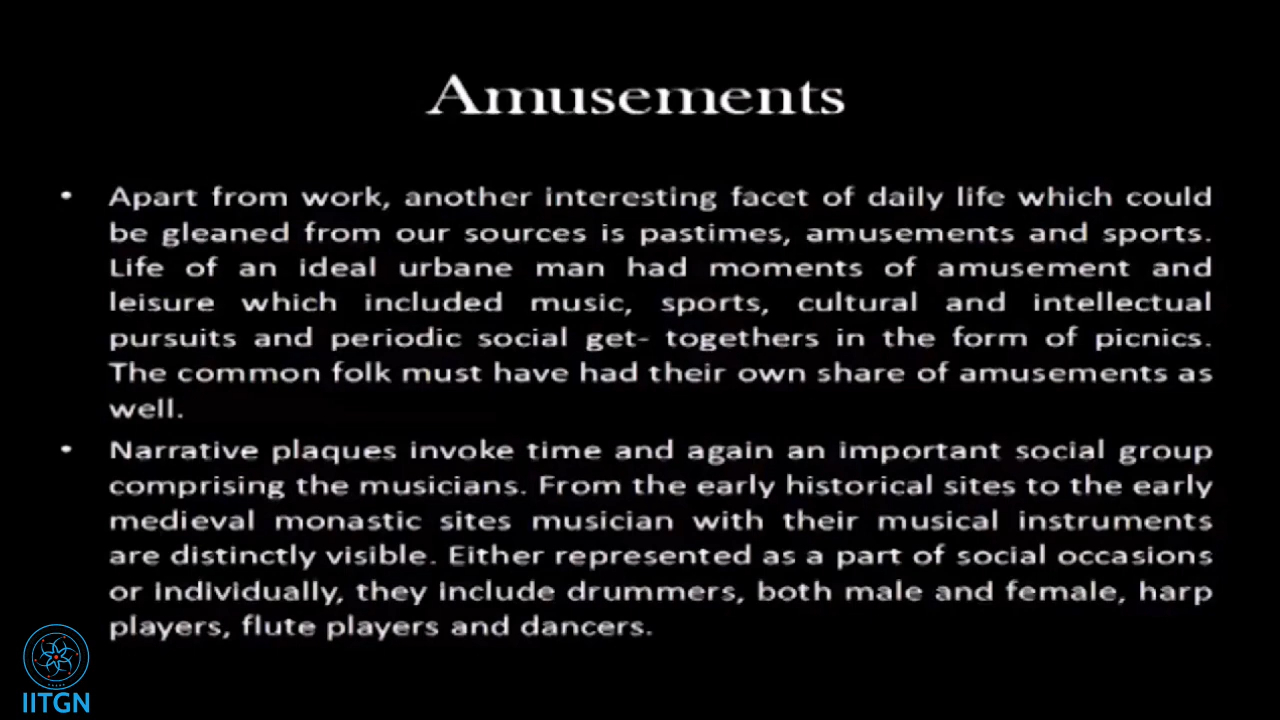 Amusements
• Apart from work, another interesting facet of daily life which could
be gleaned from our sources is pastimes, amusements and sports.
Life of an ideal urbane man had moments of amusement and
leisure which included music, sports, cultural and intellectual
pursuits and periodic social get- togethers in the form of picnics.
The common folk must have had their own share of amusements as
well.
• Narrative plaques invoke time and again an important social group
comprising the musicians. From the early historical sites to the early
medieval monastic sites musician with their musical instruments
are distinctly visible. Either represented as a part of social occasions
or individually, they include drummers, both male and female, harp
players, flute players and dancers.
IITGN